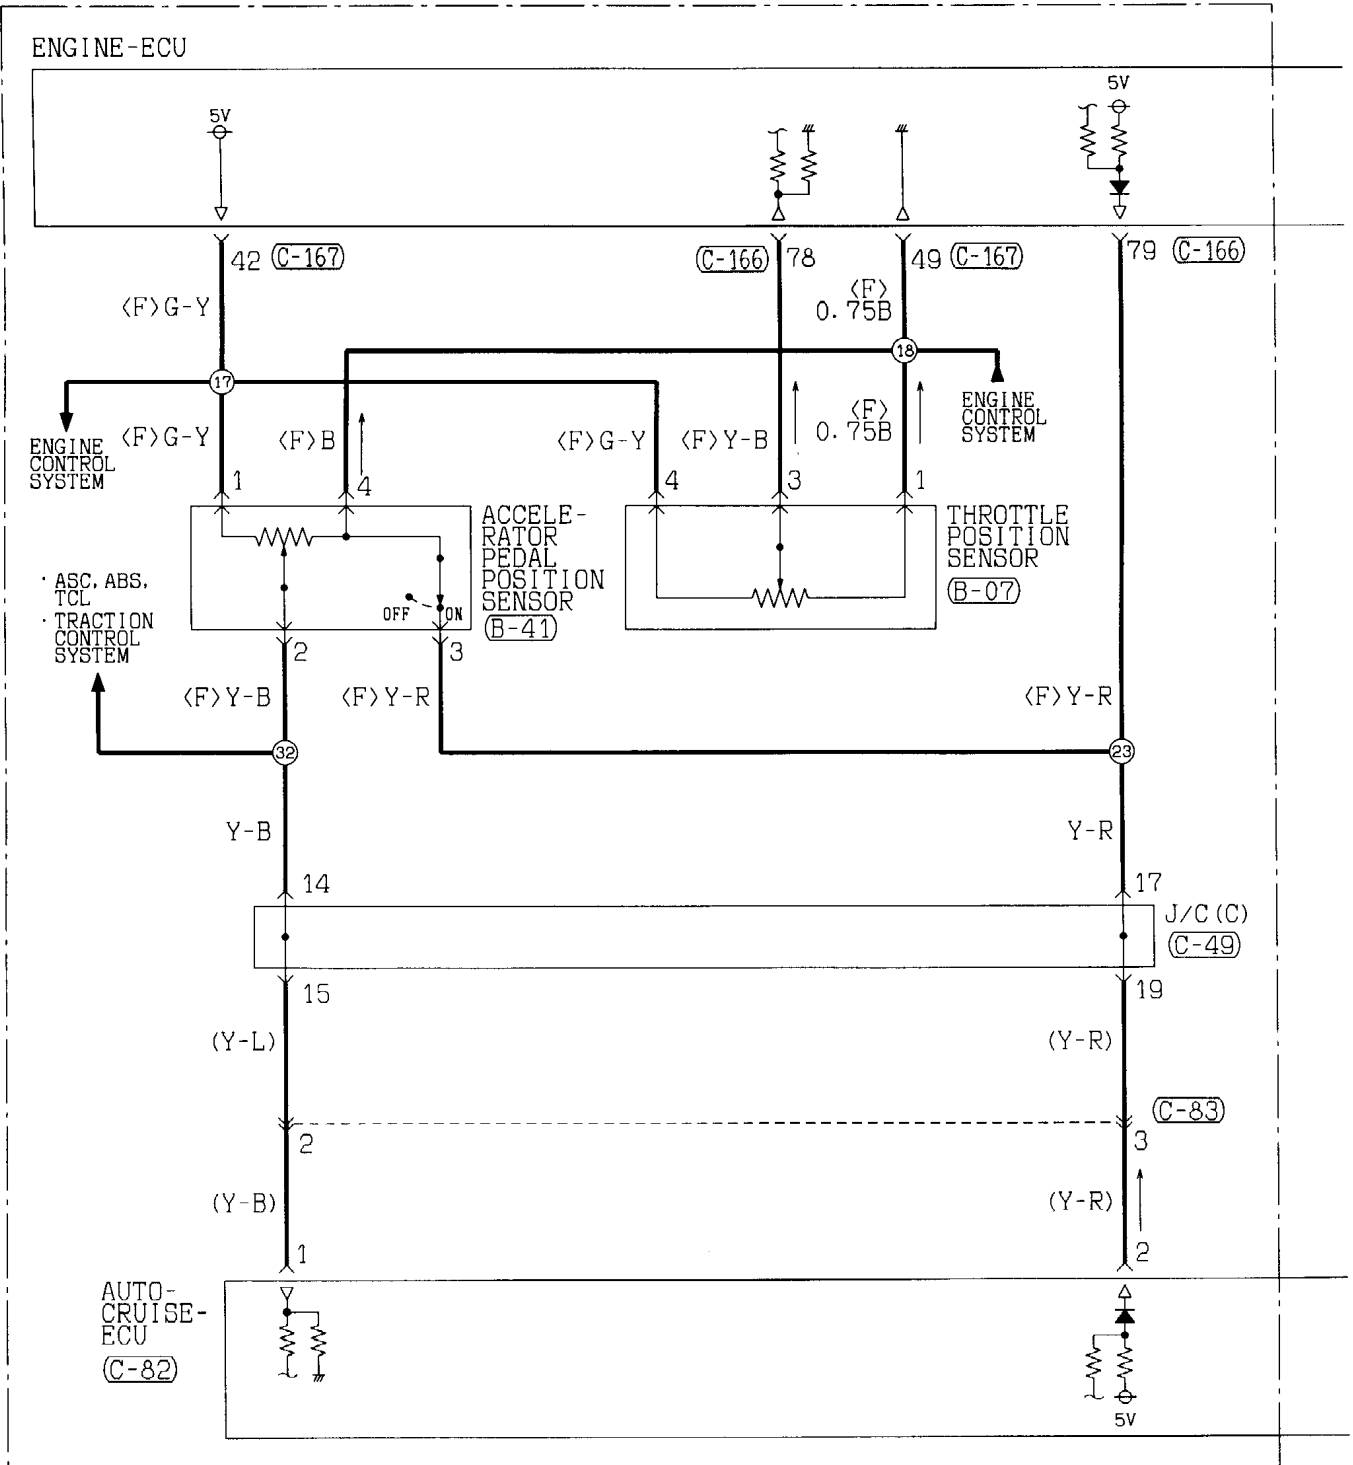 ENGINE-ECU
5V
5V
42 C-167
C-166 78
49 C-167
79 C-166
<F>G-Y
<F>
0.75B
18
17
ENGINE
CONTROL
SYSTEM
ENGINE
CONTROL
SYSTEM
<F>G-Y
<F>B
<F>G-Y
<F>Y-B
<F>
0.75B
1
4
4
3
1
ACCELE-
RATOR
PEDAL
POSITION
SENSOR
B-41
THROTTLE
POSITION
SENSOR
B-07
OFF
ON
· ASC, ABS,
TCL
· TRACTION
CONTROL
SYSTEM
2
3
<F>Y-B
<F>Y-R
<F>Y-R
32
23
Y-B
Y-R
14
17
J/C(C)
C-49
15
19
(Y-L)
(Y-R)
C-83
2
3
(Y-B)
(Y-R)
1
2
AUTO-
CRUISE-
ECU
C-82
5V